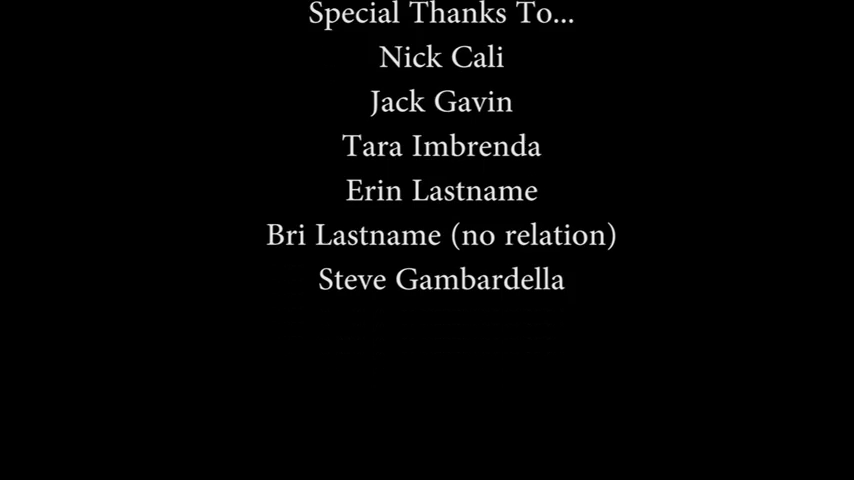 Special Thanks To...
Nick Cali
Jack Gavin
Tara Imbrenda
Erin Lastname
Bri Lastname (no relation)
Steve Gambardella